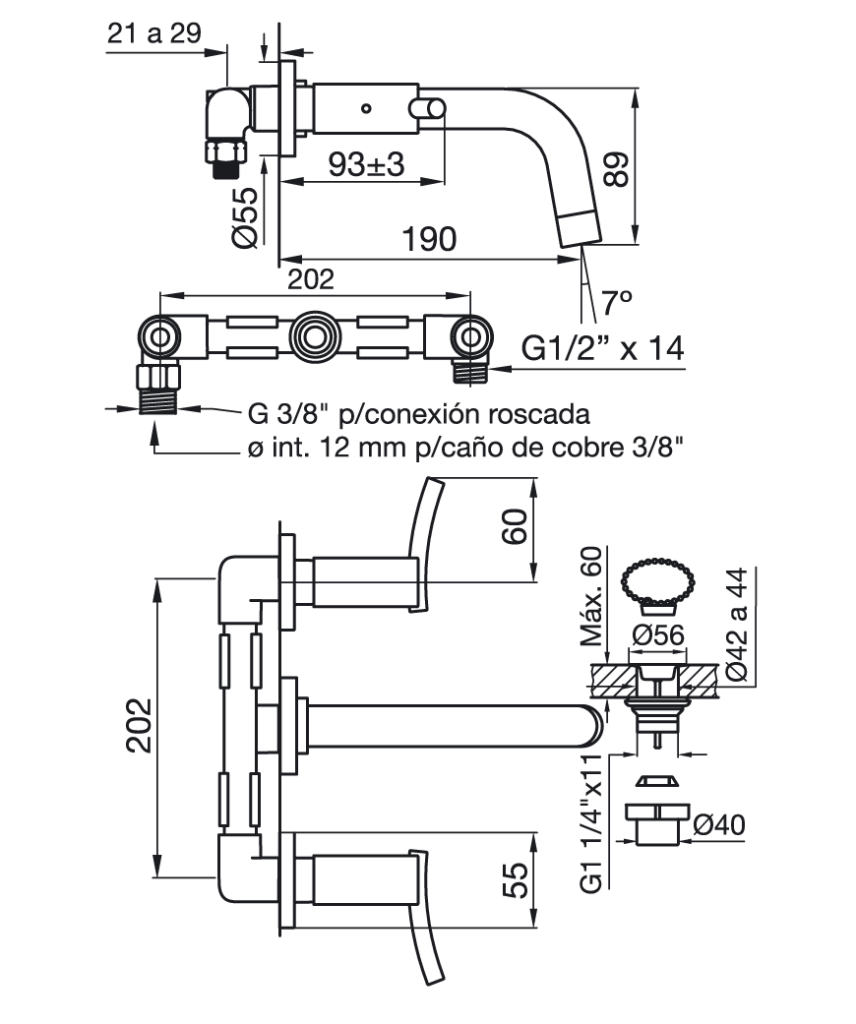 21 a 29
93±3
89
Ø55
190
202
7º
G1/2” x 14
G 3/8" p/conexión roscada
ø int. 12 mm p/caño de cobre 3/8"
60
Máx. 60
Ø56
Ø42 a 44
202
G1 1/4"x11
Ø40
55